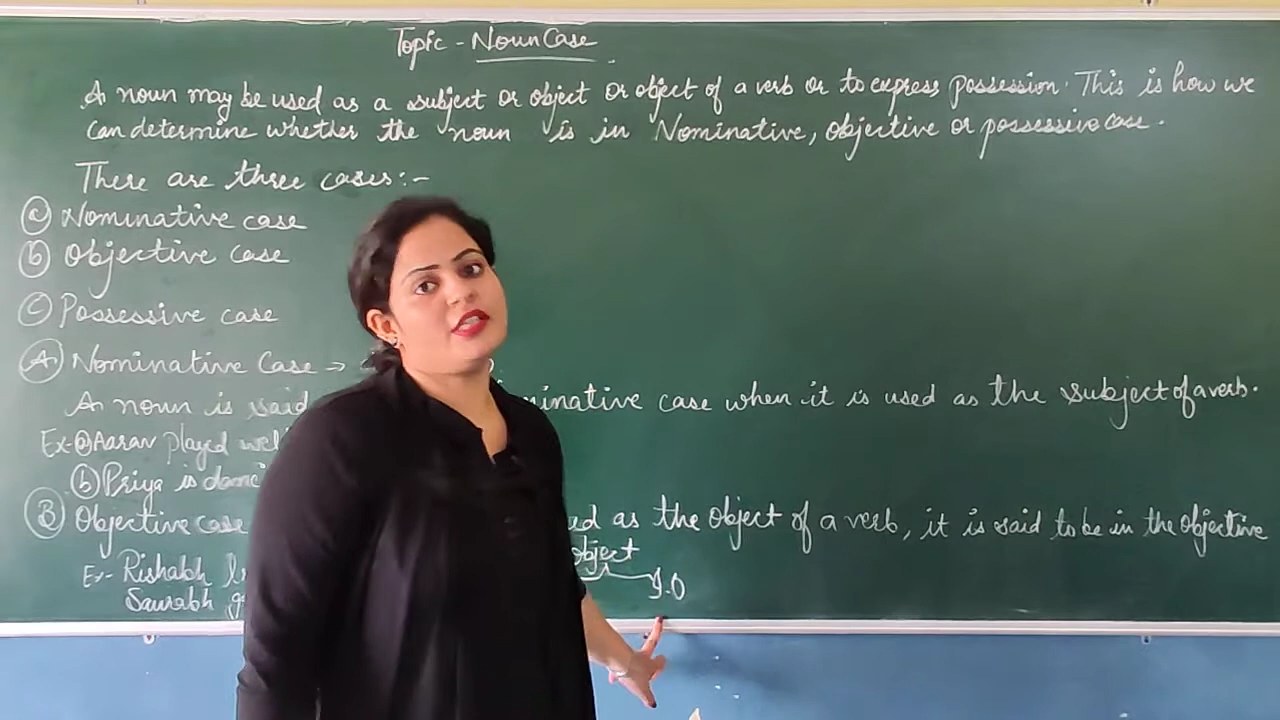 Topic - Noun Case
A noun may be used as a subject or object or object of a verb or to express possession. This is how we
can determine whether the noun is in Nominative, objective or possessive case.
There are three cases:-
a Nominative case
b Objective case
c Possessive case
A. Nominative Case →
A noun is said minative case when it is used as the subject of a verb.
Ex:- a Aarav played well
b Priya is danci
B Objective case ed as the object of a verb, it is said to be in the objective
object
Ex:- Rishabh
I.O
Saurabh